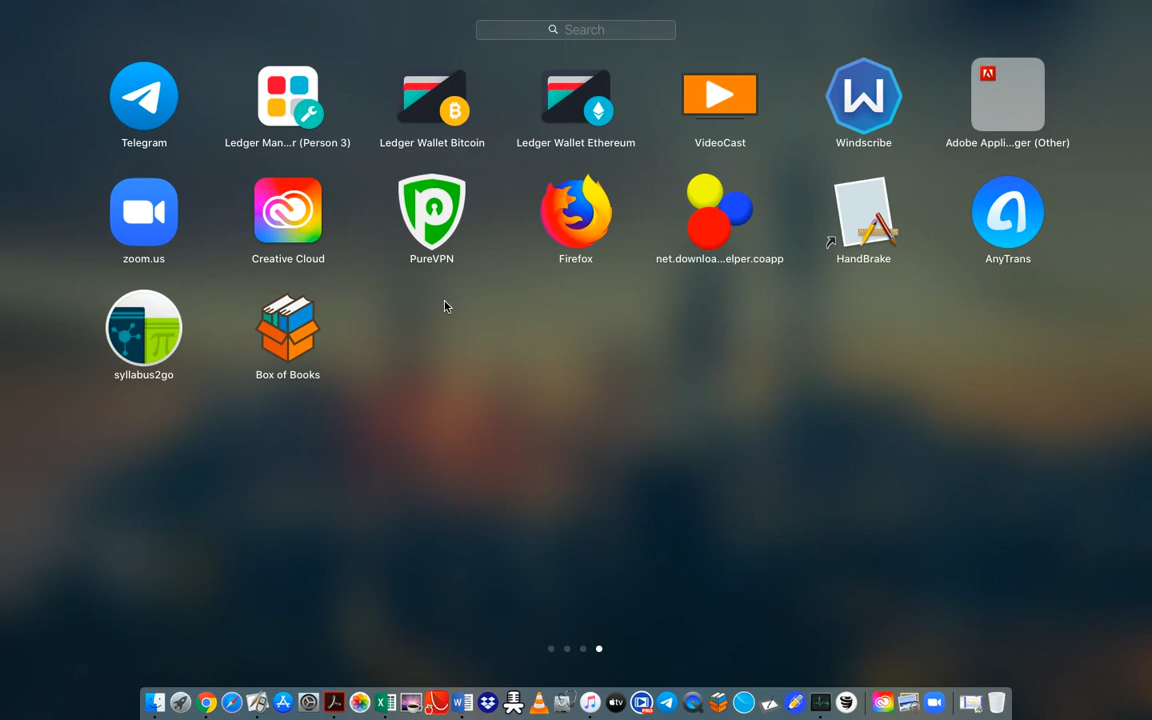 Search
Telegram
Ledger Man...r (Person 3)
Ledger Wallet Bitcoin
Ledger Wallet Ethereum
VideoCast
Windscribe
Adobe Appli...ger (Other)
zoom.us
Creative Cloud
PureVPN
Firefox
net.downloa...elper.coapp
HandBrake
AnyTrans
syllabus2go
Box of Books